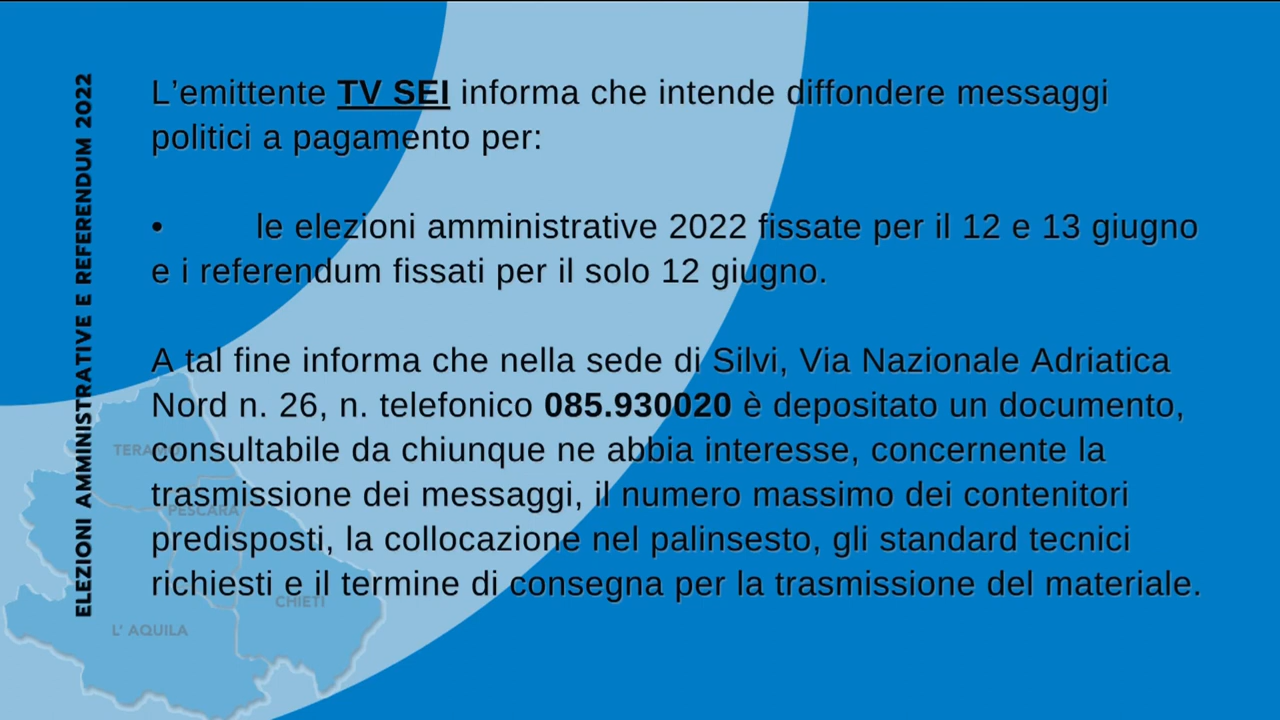 ELEZIONI AMMINISTRATIVE E REFERENDUM 2022
L’emittente TV SEI informa che intende diffondere messaggi
politici a pagamento per:
• le elezioni amministrative 2022 fissate per il 12 e 13 giugno
e i referendum fissati per il solo 12 giugno.
A tal fine informa che nella sede di Silvi, Via Nazionale Adriatica
Nord n. 26, n. telefonico 085.930020 è depositato un documento,
consultabile da chiunque ne abbia interesse, concernente la
trasmissione dei messaggi, il numero massimo dei contenitori
predisposti, la collocazione nel palinsesto, gli standard tecnici
richiesti e il termine di consegna per la trasmissione del materiale.
TERAMO
PESCARA
CHIETI
L’ AQUILA